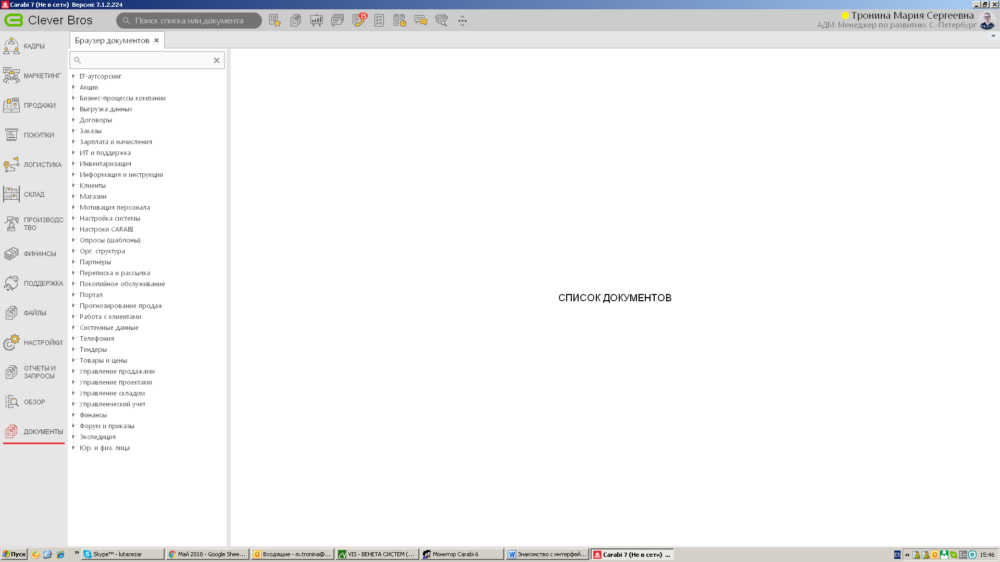 Carabi 7 (Не в сети) Версия: 7.1.2.224
Clever Bros
Поиск списка или документа
15
Тронина Мария Сергеевна
АДМ: Менеджер по развитию. С.-Петербург
Браузер документов
КАДРЫ
МАРКЕТИНГ
ПРОДАЖИ
ПОКУПКИ
ЛОГИСТИКА
СКЛАД
ПРОИЗВОДС
ТВО
ФИНАНСЫ
ПОДДЕРЖКА
ФАЙЛЫ
НАСТРОЙКИ
ОТЧЕТЫ И
ЗАПРОСЫ
ОБЗОР
ДОКУМЕНТЫ
IT-аутсорсинг
Акции
Бизнес-процессы компании
Выгрузка данных
Договоры
Заказы
Зарплата и начисления
ИТ и поддержка
Инвентаризация
Информация и инструкции
Клиенты
Магазин
Мотивация персонала
Настройка системы
Настроки CARABI
Опросы (шаблоны)
Орг. структура
Партнёры
Переписка и рассылка
Покопийное обслуживание
Портал
Прогнозирование продаж
Работа с клиентами
Системные данные
Телефония
Тендеры
Товары и цены
Управление продажами
Управление проектами
Управление складом
Управленческий учет
Финансы
Форум и приказы
Экспедиция
Юр. и физ. лица
СПИСОК ДОКУМЕНТОВ
Пуск
Skype™ - lutacezar
Май 2018 - Google Shee...
Входящие - m.tronina@...
VIS - ВЕНЕТА СИСТЕМ (...
Монитор Carabi 6
Знакомство с интерфей...
Carabi 7 (Не в сети) ...
EN
En
15:46